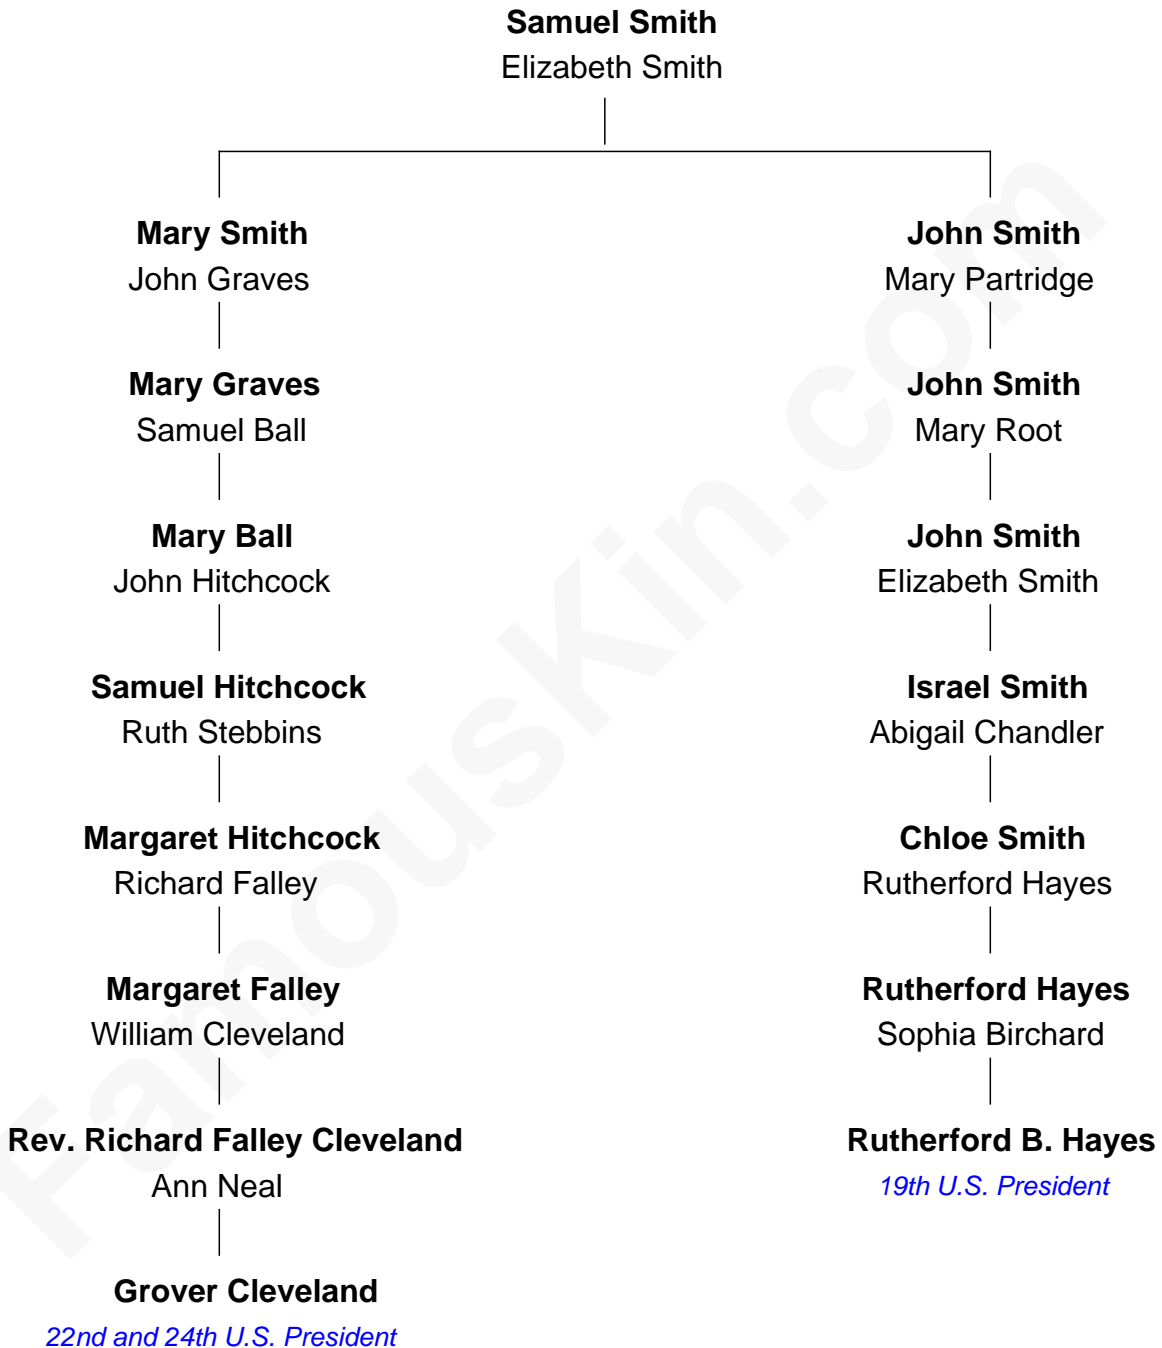 Samuel Smith
Elizabeth Smith
Mary Smith
John Graves
Mary Graves
Samuel Ball
Mary Ball
John Hitchcock
Samuel Hitchcock
Ruth Stebbins
Margaret Hitchcock
Richard Falley
Margaret Falley
William Cleveland
Rev. Richard Falley Cleveland
Ann Neal
Grover Cleveland
22nd and 24th U.S. President
John Smith
Mary Partridge
John Smith
Mary Root
John Smith
Elizabeth Smith
Israel Smith
Abigail Chandler
Chloe Smith
Rutherford Hayes
Rutherford Hayes
Sophia Birchard
Rutherford B. Hayes
19th U.S. President
FamousKin.com